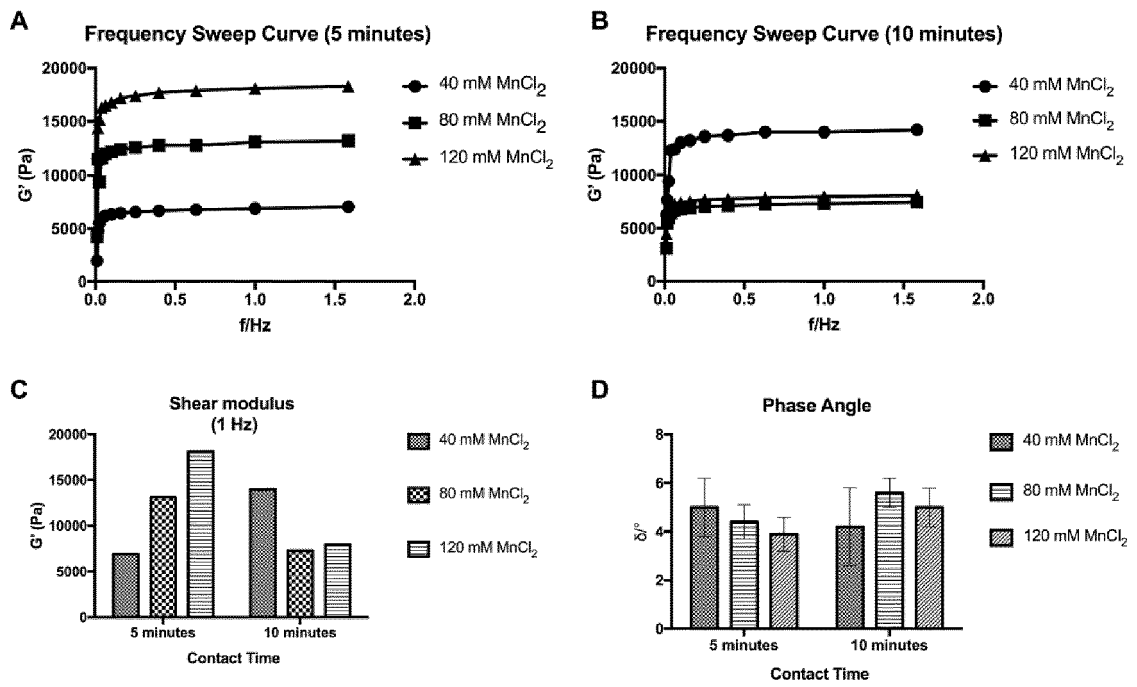 A
Frequency Sweep Curve (5 minutes)
G' (Pa)
20000
15000
10000
5000
0
0.0 0.5 1.0 1.5 2.0
f/Hz
40 mM MnCl2
80 mM MnCl2
120 mM MnCl2
B
Frequency Sweep Curve (10 minutes)
G' (Pa)
20000
15000
10000
5000
0
0.0 0.5 1.0 1.5 2.0
f/Hz
40 mM MnCl2
80 mM MnCl2
120 mM MnCl2
C
Shear modulus
(1 Hz)
G' (Pa)
20000
15000
10000
5000
0
5 minutes 10 minutes
Contact Time
40 mM MnCl2
80 mM MnCl2
120 mM MnCl2
D
Phase Angle
δ/°
8
6
4
2
0
5 minutes 10 minutes
Contact Time
40 mM MnCl2
80 mM MnCl2
120 mM MnCl2